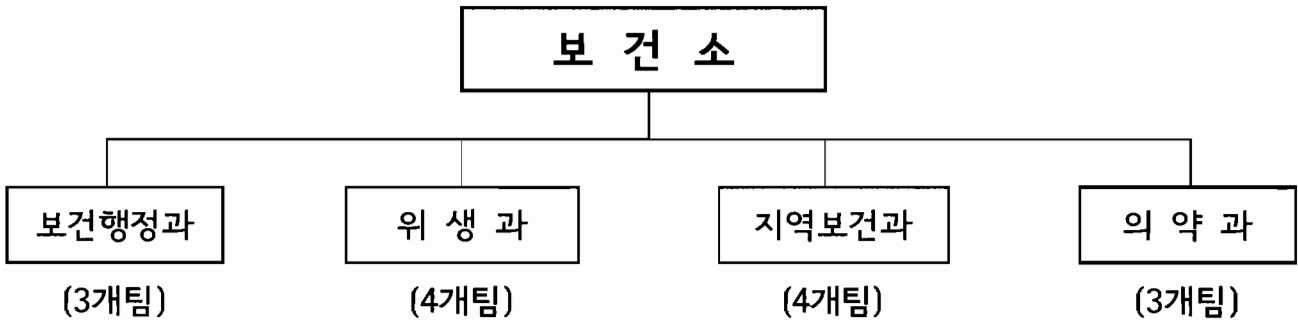 보 건 소
보건행정과 위 생 과 지역보건과 의 약 과
(3개팀) (4개팀) (4개팀) (3개팀)